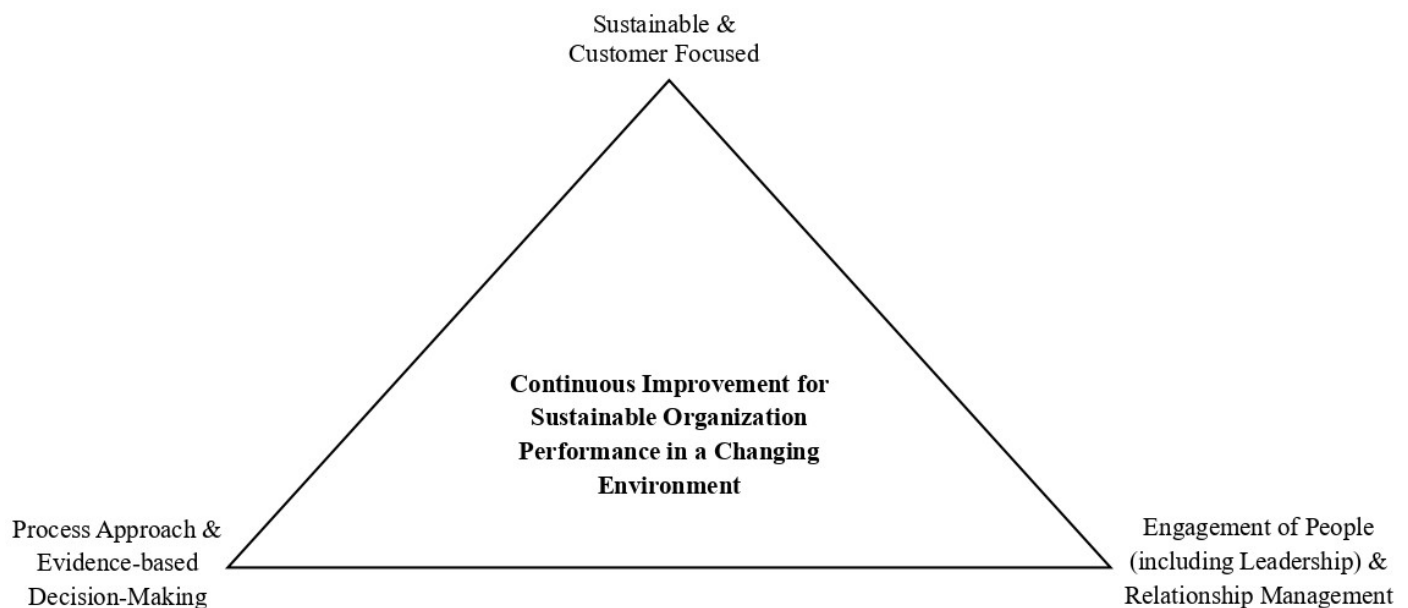 Sustainable &
Customer Focused
Continuous Improvement for
Sustainable Organization
Performance in a Changing
Environment
Process Approach &
Evidence-based
Decision-Making
Engagement of People
(including Leadership) &
Relationship Management